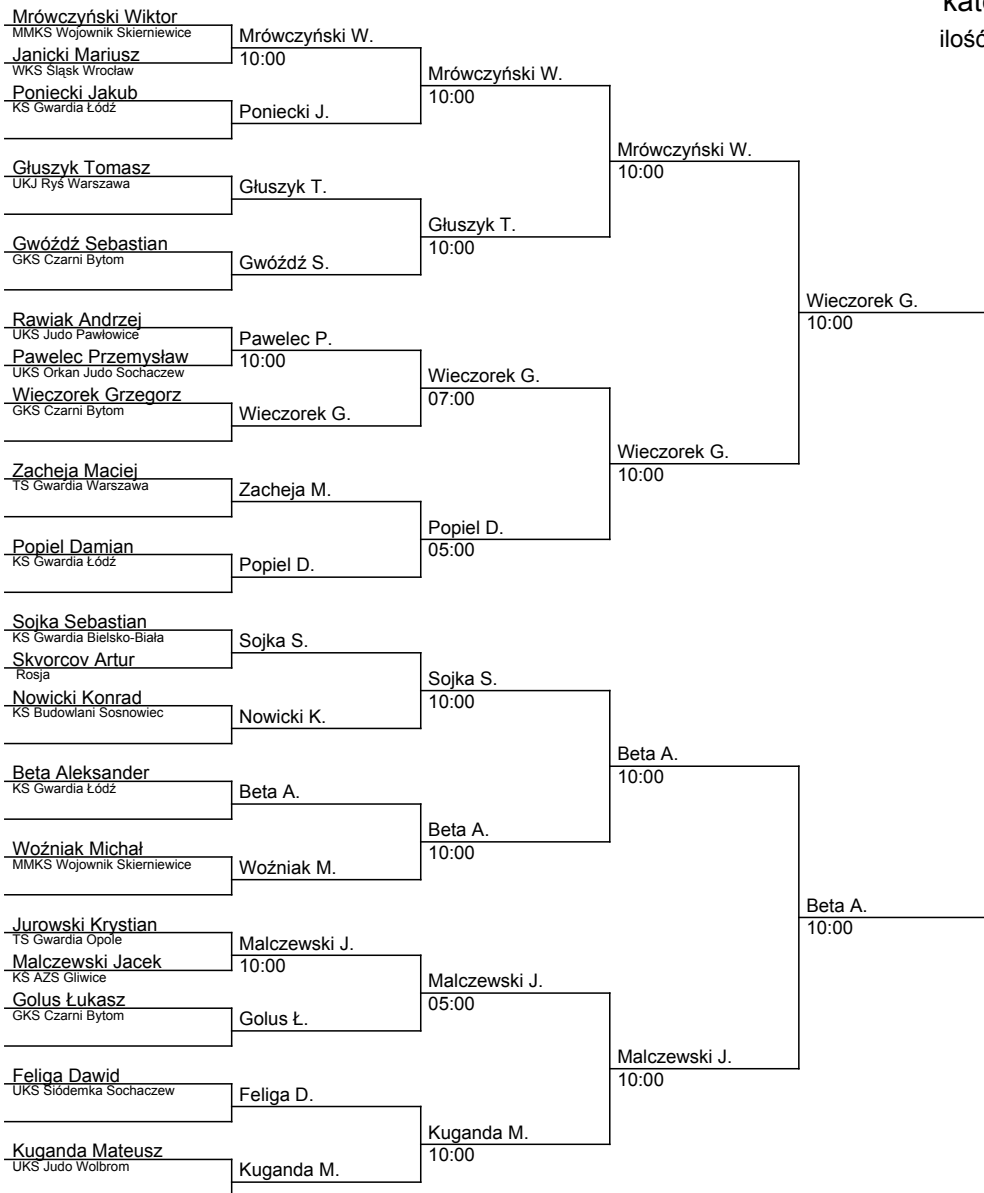 kate
ilość
Mrówczyński Wiktor
MMKS Wojownik Skierniewice
Janicki Mariusz
WKS Śląsk Wrocław
Poniecki Jakub
KS Gwardia Łódź
Głuszyk Tomasz
UKJ Ryś Warszawa
Gwóźdź Sebastian
GKS Czarni Bytom
Rawiak Andrzej
UKS Judo Pawłowice
Pawelec Przemysław
UKS Orkan Judo Sochaczew
Wieczorek Grzegorz
GKS Czarni Bytom
Zacheja Maciej
TS Gwardia Warszawa
Popiel Damian
KS Gwardia Łódź
Sojka Sebastian
KS Gwardia Bielsko-Biała
Skvorcov Artur
Rosja
Nowicki Konrad
KS Budowlani Sosnowiec
Beta Aleksander
KS Gwardia Łódź
Woźniak Michał
MMKS Wojownik Skierniewice
Jurowski Krystian
TS Gwardia Opole
Malczewski Jacek
KS AZS Gliwice
Golus Łukasz
GKS Czarni Bytom
Feliga Dawid
UKS Siódemka Sochaczew
Kuganda Mateusz
UKS Judo Wolbrom
Mrówczyński W.
10:00
Poniecki J.
Głuszyk T.
Gwóźdź S.
Pawelec P.
10:00
Wieczorek G.
Zacheja M.
Popiel D.
Sojka S.
Nowicki K.
Beta A.
Woźniak M.
Malczewski J.
10:00
Golus Ł.
Feliga D.
Kuganda M.
Mrówczyński W.
10:00
Głuszyk T.
10:00
Wieczorek G.
07:00
Popiel D.
05:00
Sojka S.
10:00
Beta A.
10:00
Malczewski J.
05:00
Kuganda M.
10:00
Mrówczyński W.
10:00
Wieczorek G.
10:00
Beta A.
10:00
Malczewski J.
10:00
Wieczorek G.
10:00
Beta A.
10:00